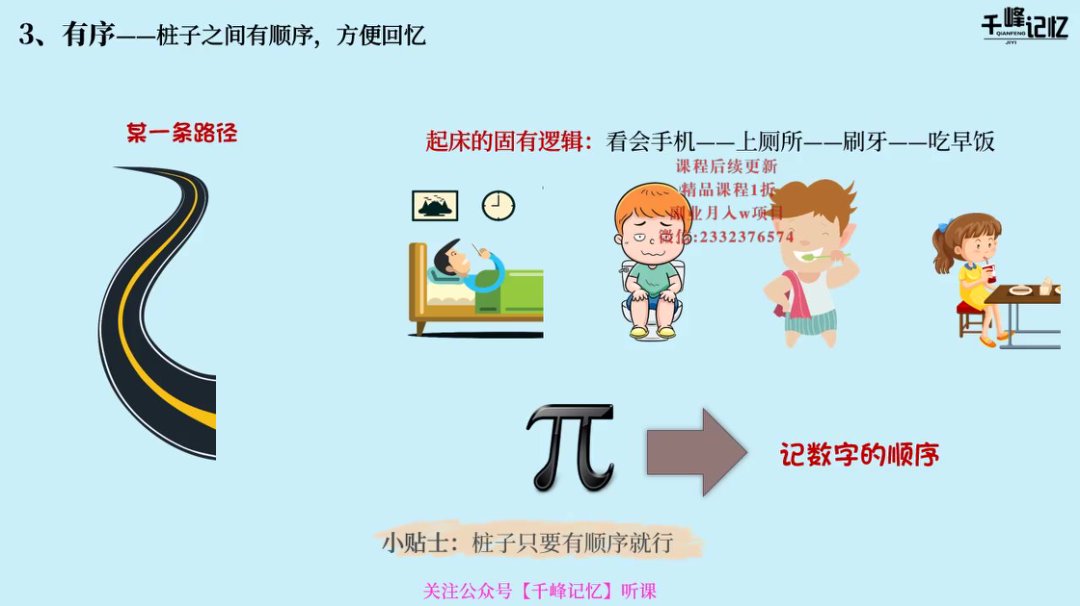 3、有序——桩子之间有顺序，方便回忆
千峰记忆
QIANFENG
JIYI
某一条路径
起床的固有逻辑：看会手机——上厕所——刷牙——吃早饭
课程后续更新
精品课程1折
副业月入w项目
微信:2332376574
π
记数字的顺序
小贴士：桩子只要有顺序就行
关注公众号【千峰记忆】听课